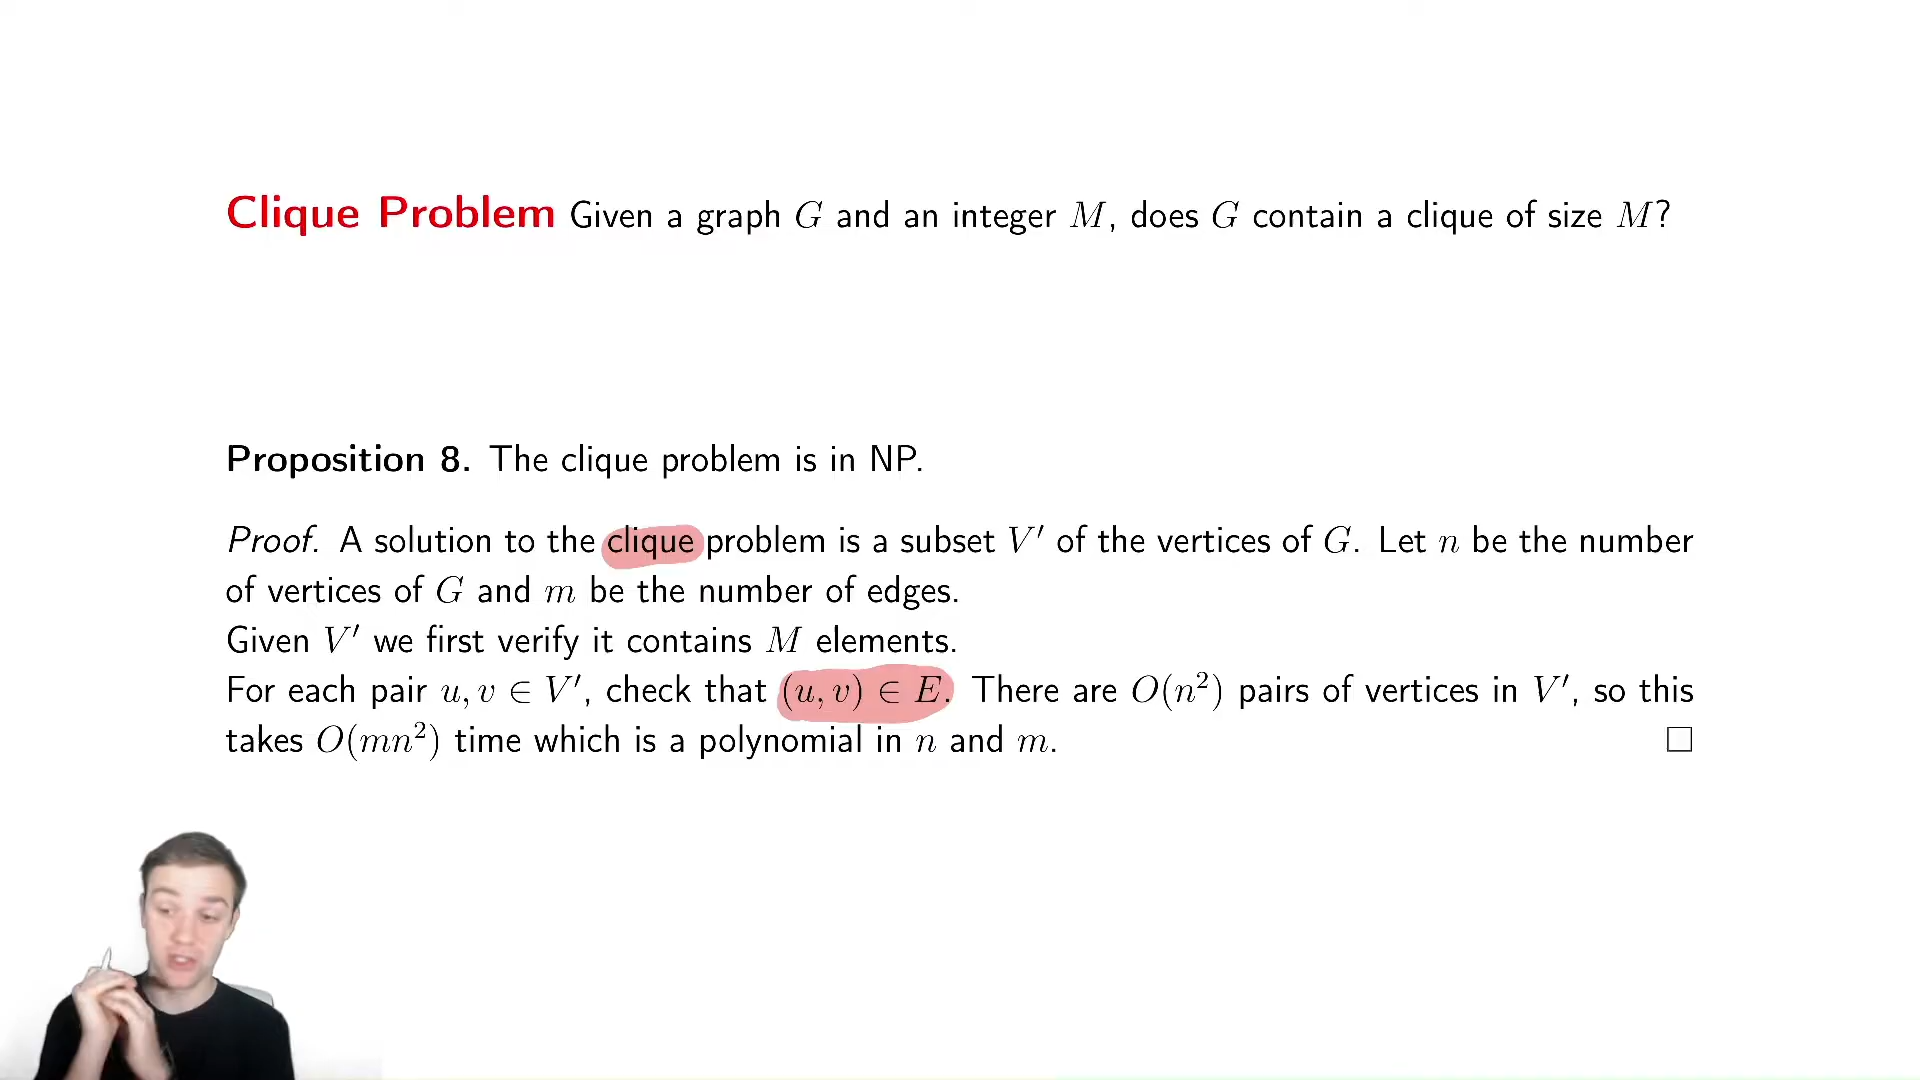 Clique Problem Given a graph G and an integer M, does G contain a clique of size M?
Proposition 8. The clique problem is in NP.
Proof. A solution to the clique problem is a subset V′ of the vertices of G. Let n be the number
of vertices of G and m be the number of edges.
Given V′ we first verify it contains M elements.
For each pair u, v ∈ V′, check that (u, v) ∈ E. There are O(n²) pairs of vertices in V′, so this
takes O(mn²) time which is a polynomial in n and m. □